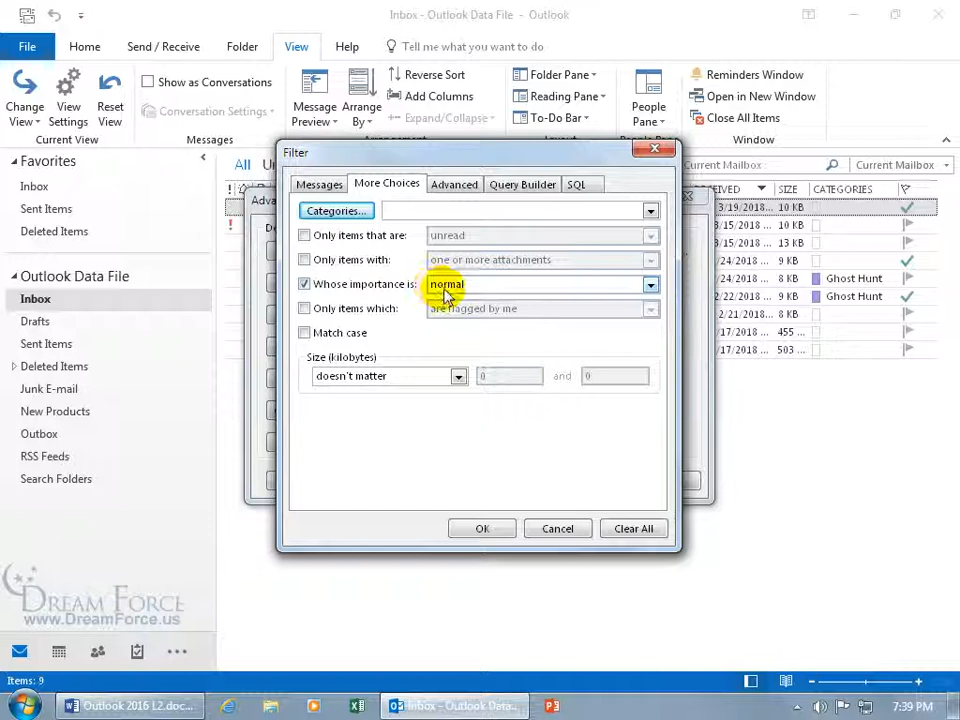 Inbox - Outlook Data File - Outlook
File Home Send / Receive Folder View Help Tell me what you want to do
Change View
View Settings
Reset View
Current View
Show as Conversations
Conversation Settings
Messages
Message Preview
Arrange By
Reverse Sort
Add Columns
Expand/Collapse
Folder Pane
Reading Pane
To-Do Bar
People Pane
Reminders Window
Open in New Window
Close All Items
Window
Favorites
Inbox
Sent Items
Deleted Items
Outlook Data File
Inbox
Drafts
Sent Items
Deleted Items
Junk E-mail
New Products
Outbox
RSS Feeds
Search Folders
DREAM FORCE
www.DreamForce.us
All
Current Mailbox Current Mailbox
SIZE CATEGORIES
3/19/2018... 10 KB
3/15/2018... 10 KB
3/15/2018... 13 KB
9 KB
24/2018... 8 KB Ghost Hunt
24/2018... 9 KB Ghost Hunt
2/21/2018... 8 KB
17/2018... 455 ...
17/2018... 503 ...
Filter
Messages More Choices Advanced Query Builder SQL
Categories...
Only items that are: unread
Only items with: one or more attachments
Whose importance is: normal
Only items which: are flagged by me
Match case
Size (kilobytes)
doesn't matter 0 and 0
OK Cancel Clear All
Items: 9
Outlook 2016 L2.doc... Inbox - Outlook Data... 7:39 PM